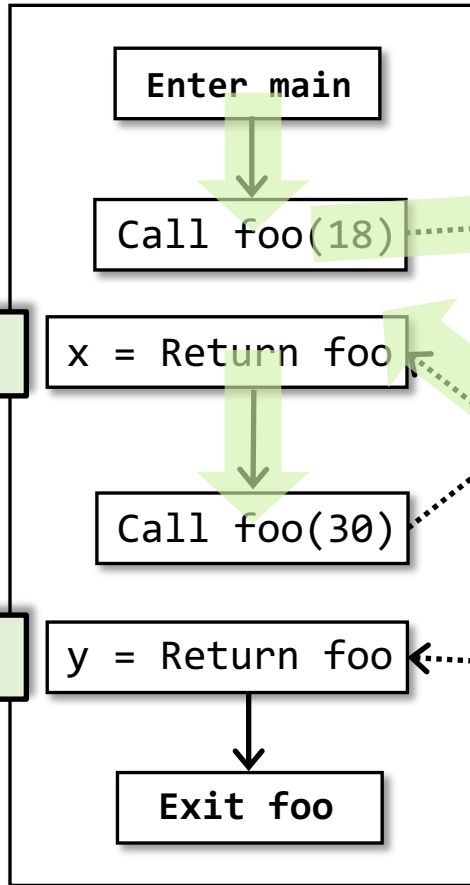 Enter main
Call foo(18)
x = Return foo
Call foo(30)
y = Return foo
Exit foo